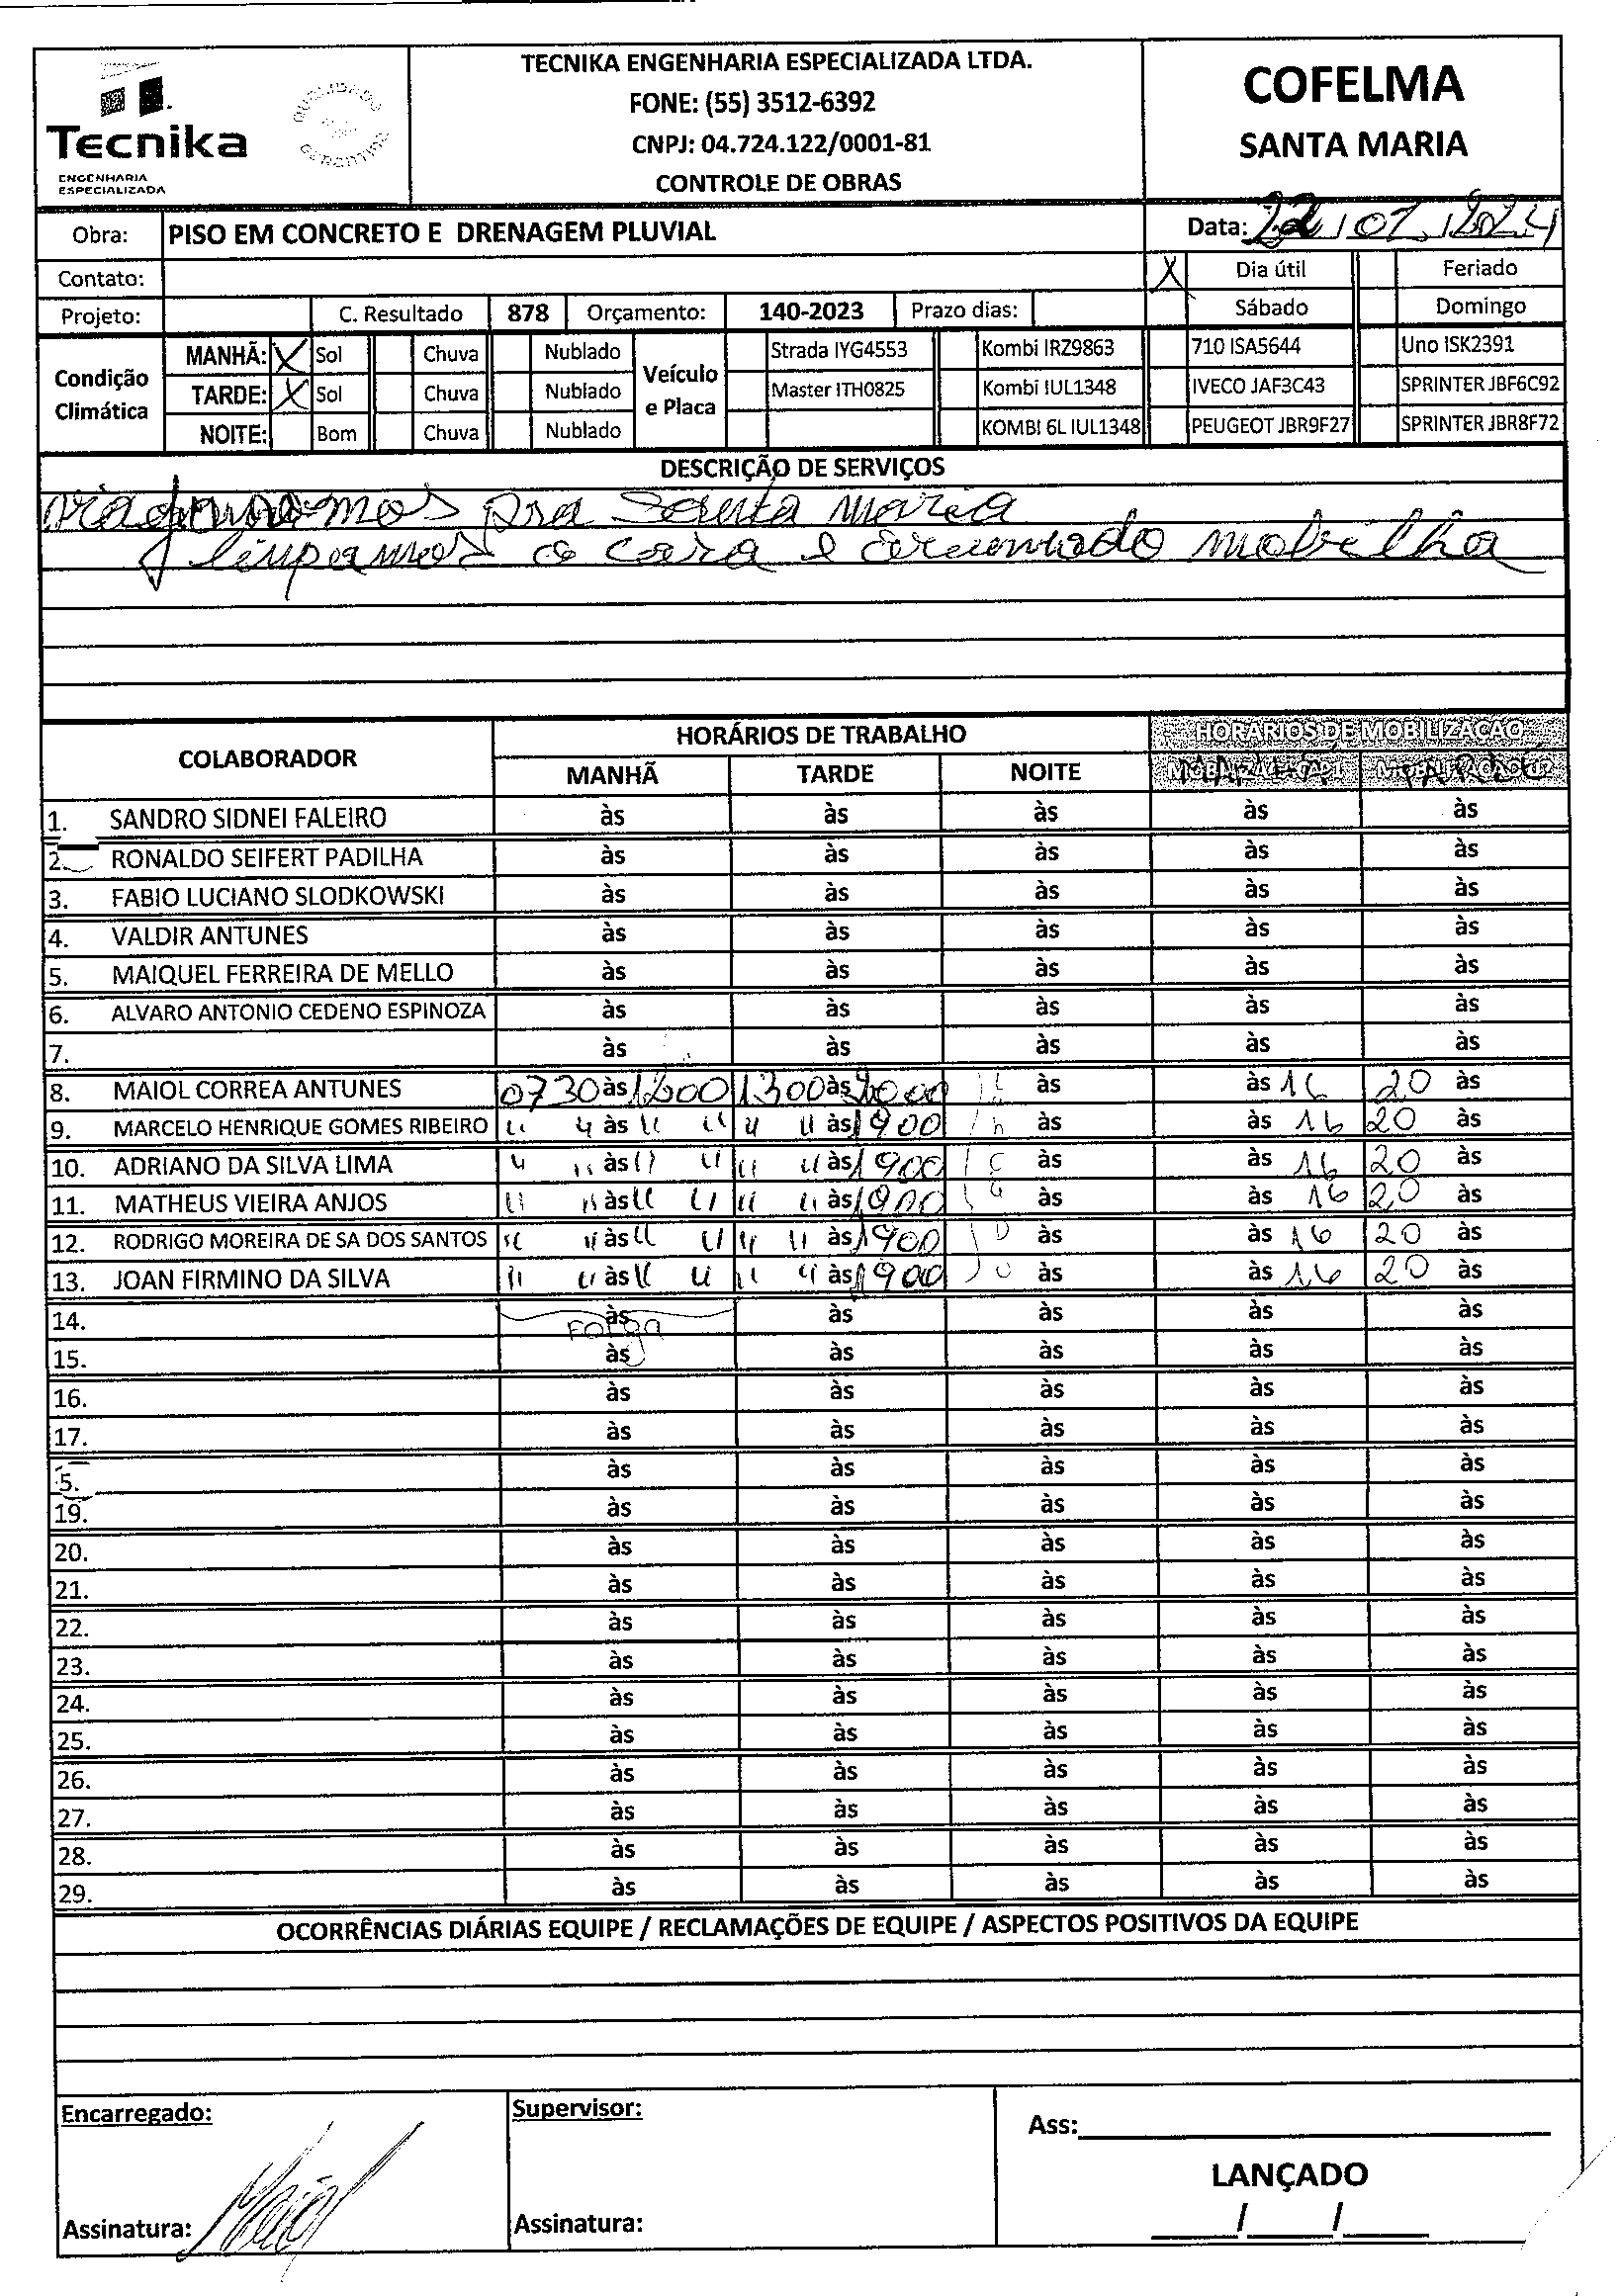 TECNIKA ENGENHARIA ESPECIALIZADA LTDA.
FONE: (55) 3512-6392
CNPJ: 04.724.122/0001-81
CONTROLE DE OBRAS
Tecnika
ENGENHARIA
ESPECIALIZADA
COFELMA
SANTA MARIA
Obra: PISO EM CONCRETO E DRENAGEM PLUVIAL Data: 22/01/2024
Contato: X Dia útil Feriado
Projeto: C. Resultado 878 Orçamento: 140-2023 Prazo dias: Sábado Domingo
Condição Climática
MANHÃ: X Sol Chuva Nublado
TARDE: X Sol Chuva Nublado
NOITE: Bom Chuva Nublado
Veículo e Placa
Strada IYG4553 Kombi IRZ9863 710 ISA5644 Uno ISK2391
Master ITH0825 Kombi IUL1348 IVECO JAF3C43 SPRINTER JBF6C92
KOMBI 6L IUL1348 PEUGEOT JBR9F27 SPRINTER JBR8F72
DESCRIÇÃO DE SERVIÇOS
pra Santa maria
limpamos a casa e mobilha
COLABORADOR HORÁRIOS DE TRABALHO HORÁRIOS DE MOBILIZAÇÃO
MANHÃ TARDE NOITE
1. SANDRO SIDNEI FALEIRO às às às às às
2. RONALDO SEIFERT PADILHA às às às às às
3. FABIO LUCIANO SLODKOWSKI às às às às às
4. VALDIR ANTUNES às às às às às
5. MAIQUEL FERREIRA DE MELLO às às às às às
6. ALVARO ANTONIO CEDENO ESPINOZA às às às às às
7. às às às às às
8. MAIOL CORREA ANTUNES 0730 às 1200 1300 às às às 16 20 às
9. MARCELO HENRIQUE GOMES RIBEIRO " " às " " " " às 1900 às às 16 20 às
10. ADRIANO DA SILVA LIMA " " às " " " " às 1900 às às 16 20 às
11. MATHEUS VIEIRA ANJOS " " às " " " " às 1900 às às 16 20 às
12. RODRIGO MOREIRA DE SA DOS SANTOS " " às " " " " às 1900 às às 16 20 às
13. JOAN FIRMINO DA SILVA " " às " " " " às 1900 às às 16 20 às
14. às Folga às às às às
15. às às às às às
16. às às às às às
17. às às às às às
5. às às às às às
19. às às às às às
20. às às às às às
21. às às às às às
22. às às às às às
23. às às às às às
24. às às às às às
25. às às às às às
26. às às às às às
27. às às às às às
28. às às às às às
29. às às às às às
OCORRÊNCIAS DIÁRIAS EQUIPE / RECLAMAÇÕES DE EQUIPE / ASPECTOS POSITIVOS DA EQUIPE
Encarregado: Supervisor: Ass:
LANÇADO
Assinatura: Maiol Assinatura: / /